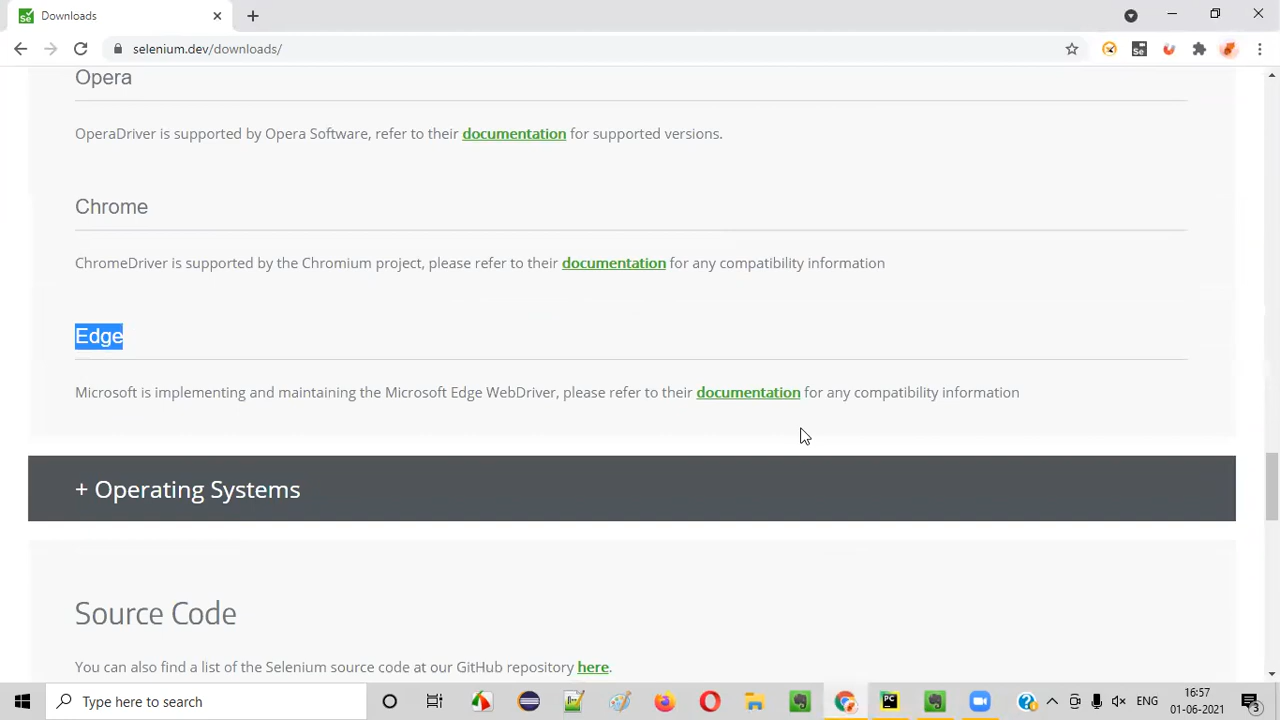 Downloads
selenium.dev/downloads/
Opera
OperaDriver is supported by Opera Software, refer to their documentation for supported versions.
Chrome
ChromeDriver is supported by the Chromium project, please refer to their documentation for any compatibility information
Edge
Microsoft is implementing and maintaining the Microsoft Edge WebDriver, please refer to their documentation for any compatibility information
+ Operating Systems
Source Code
You can also find a list of the Selenium source code at our GitHub repository here.
Type here to search
16:57
01-06-2021